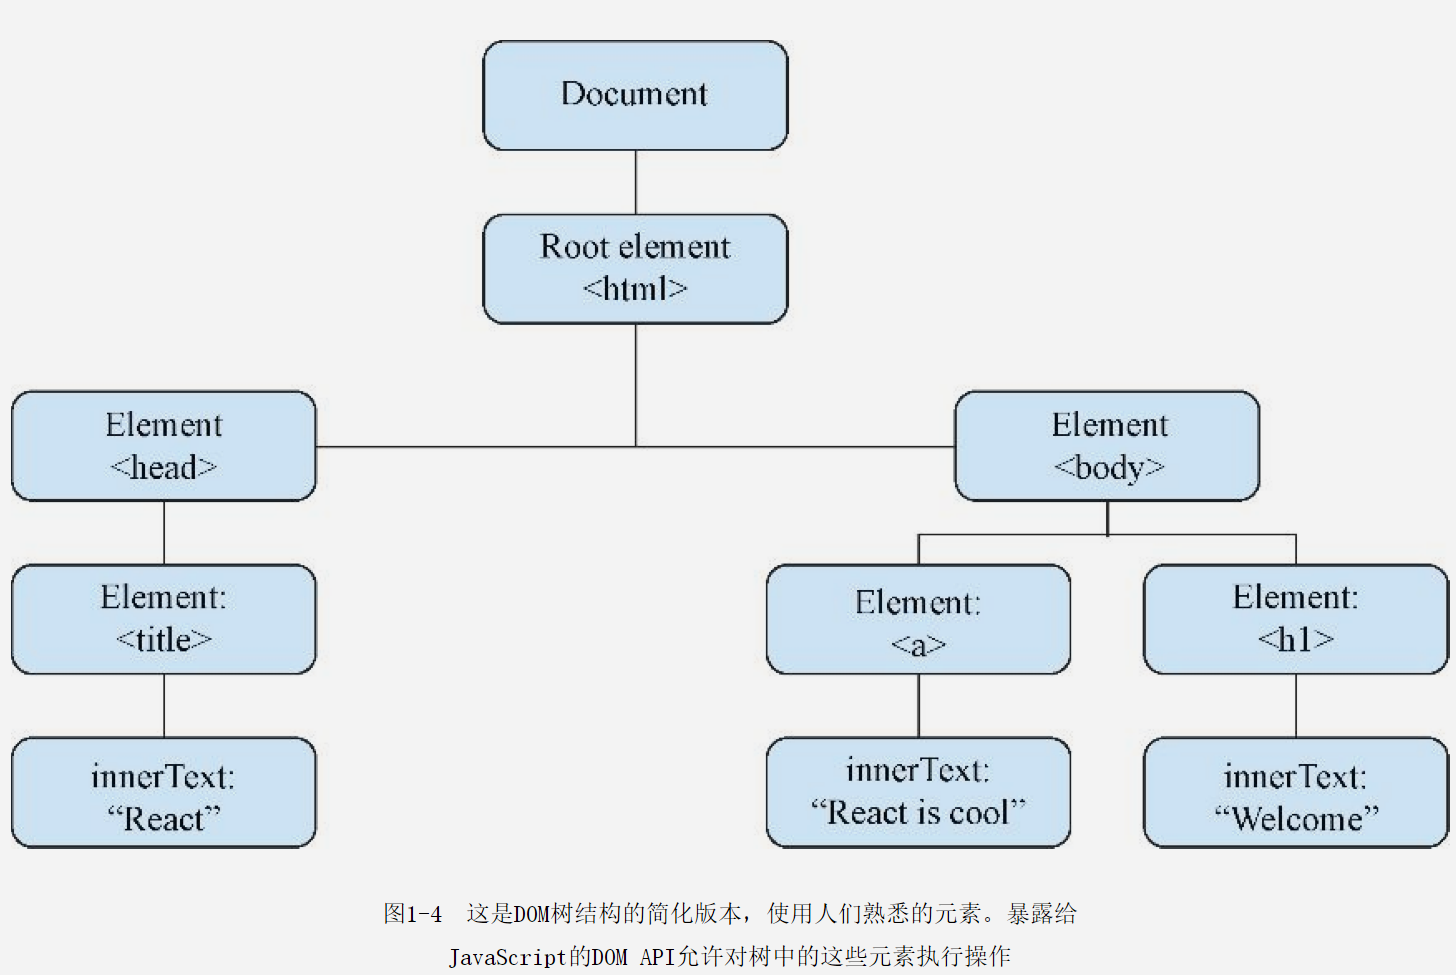 Document
Root element
<html>
Element
<head>
Element
<body>
Element:
<title>
Element:
<a>
Element:
<h1>
innerText:
“React”
innerText:
“React is cool”
innerText:
“Welcome”
图1-4 这是DOM树结构的简化版本，使用人们熟悉的元素。暴露给
JavaScript的DOM API允许对树中的这些元素执行操作